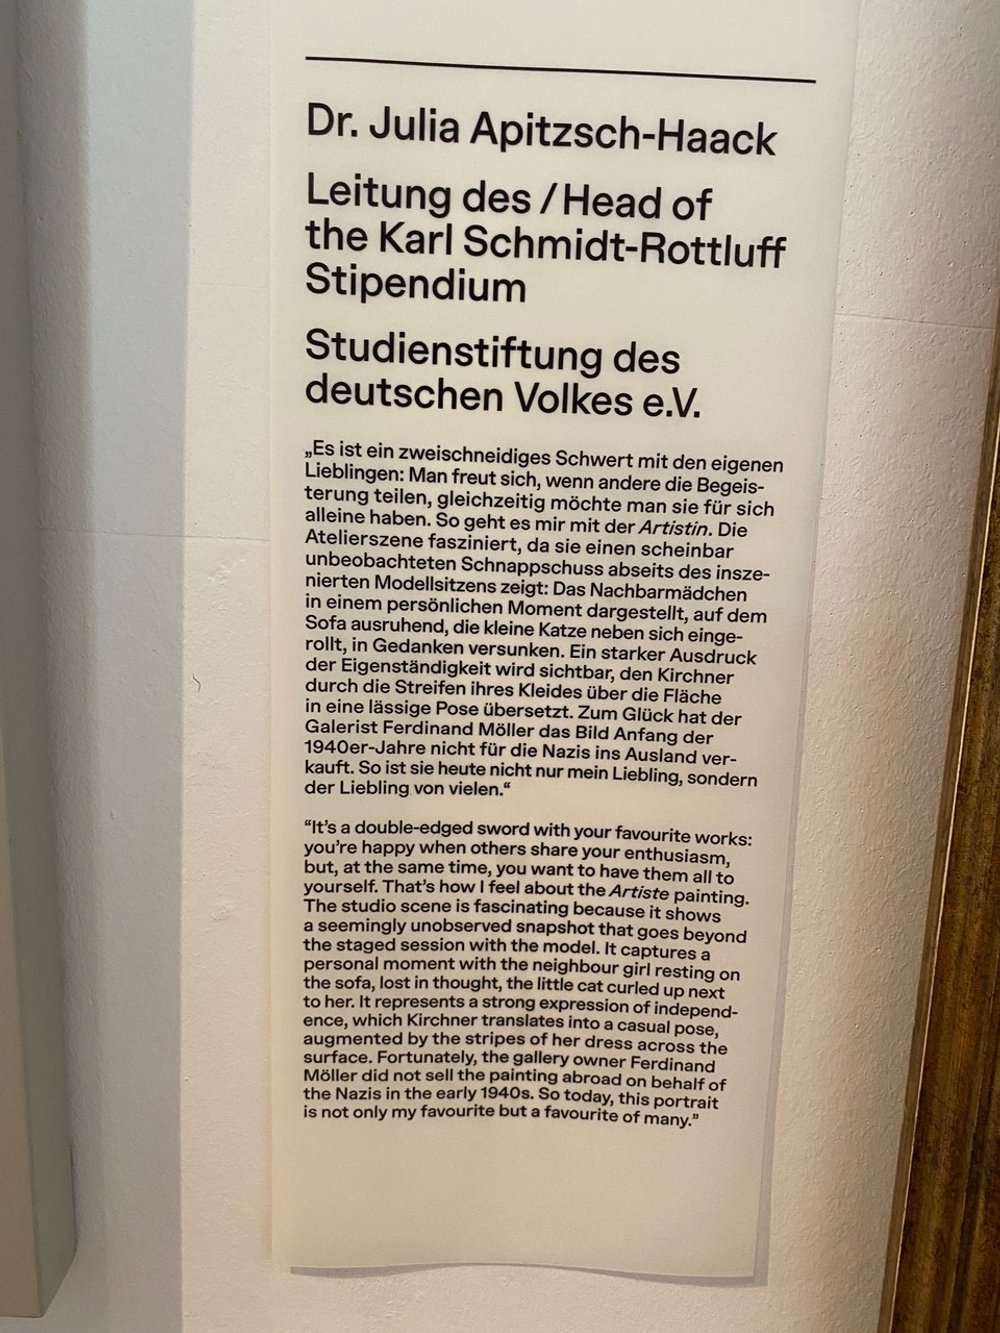 Dr. Julia Apitzsch-Haack
Leitung des / Head of
the Karl Schmidt-Rottluff
Stipendium
Studienstiftung des
deutschen Volkes e.V.
„Es ist ein zweischneidiges Schwert mit den eigenen
Lieblingen: Man freut sich, wenn andere die Begeis-
terung teilen, gleichzeitig möchte man sie für sich
alleine haben. So geht es mir mit der Artistin. Die
Atelierszene fasziniert, da sie einen scheinbar
unbeobachteten Schnappschuss abseits des insze-
nierten Modellsitzens zeigt: Das Nachbarmädchen
in einem persönlichen Moment dargestellt, auf dem
Sofa ausruhend, die kleine Katze neben sich einge-
rollt, in Gedanken versunken. Ein starker Ausdruck
der Eigenständigkeit wird sichtbar, den Kirchner
durch die Streifen ihres Kleides über die Fläche
in eine lässige Pose übersetzt. Zum Glück hat der
Galerist Ferdinand Möller das Bild Anfang der
1940er-Jahre nicht für die Nazis ins Ausland ver-
kauft. So ist sie heute nicht nur mein Liebling, sondern
der Liebling von vielen.“
“It’s a double-edged sword with your favourite works:
you’re happy when others share your enthusiasm,
but, at the same time, you want to have them all to
yourself. That’s how I feel about the Artiste painting.
The studio scene is fascinating because it shows
a seemingly unobserved snapshot that goes beyond
the staged session with the model. It captures a
personal moment with the neighbour girl resting on
the sofa, lost in thought, the little cat curled up next
to her. It represents a strong expression of independ-
ence, which Kirchner translates into a casual pose,
augmented by the stripes of her dress across the
surface. Fortunately, the gallery owner Ferdinand
Möller did not sell the painting abroad on behalf of
the Nazis in the early 1940s. So today, this portrait
is not only my favourite but a favourite of many.”